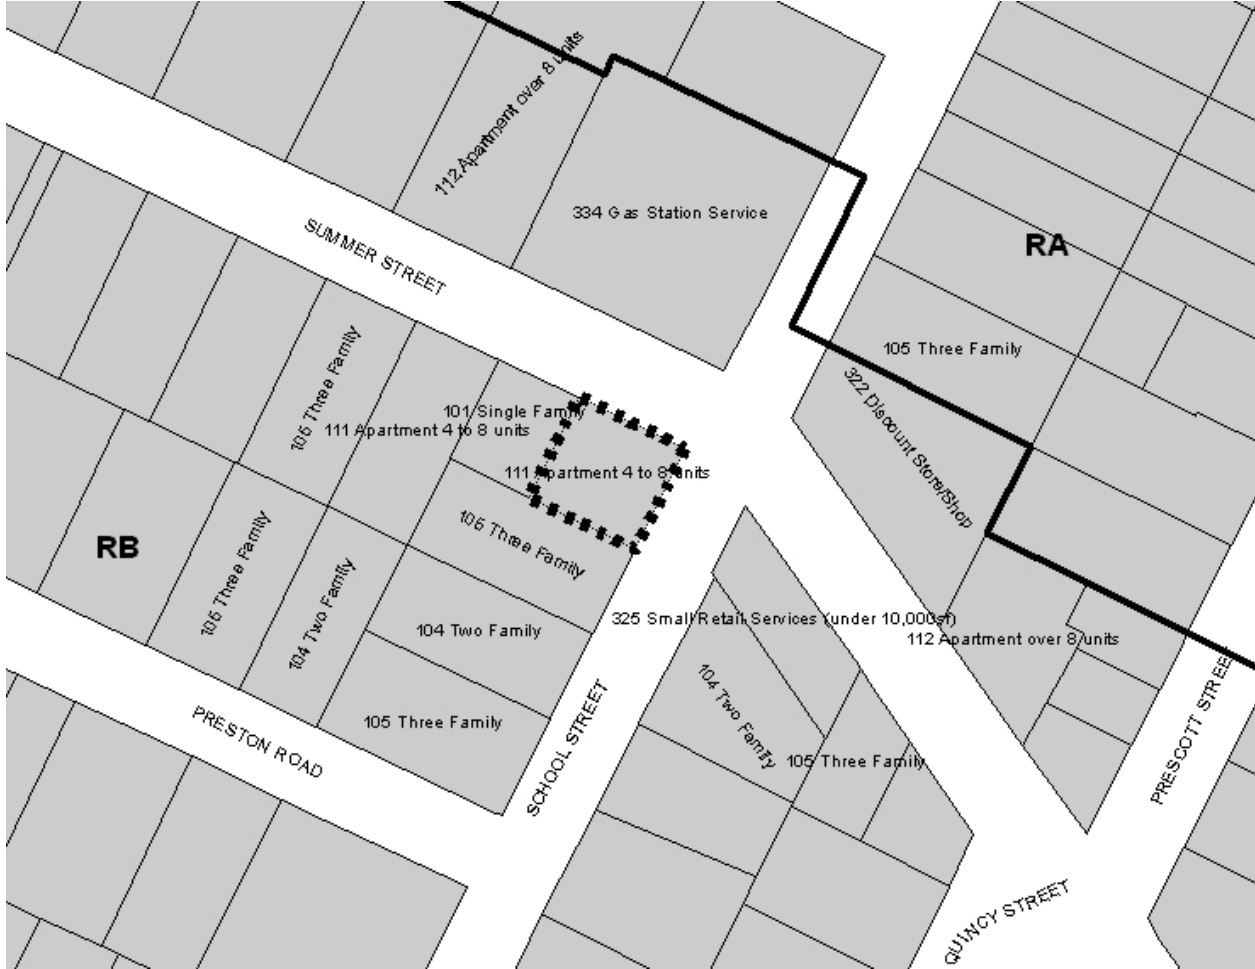 112 Apartment over 8 units
334 Gas Station Service
SUMMER STREET
RA
105 Three Family
322 Discount Store/Shop
105 Three Family
101 Single Family
111 Apartment 4 to 8 units
111 Apartment 4 to 8 units
105 Three Family
RB
105 Three Family
104 Two Family
104 Two Family
325 Small Retail Services (under 10,000sf)
112 Apartment over 8 units
105 Three Family
104 Two Family
105 Three Family
PRESTON ROAD
SCHOOL STREET
PRESCOTT STREE
QUINCY STREET